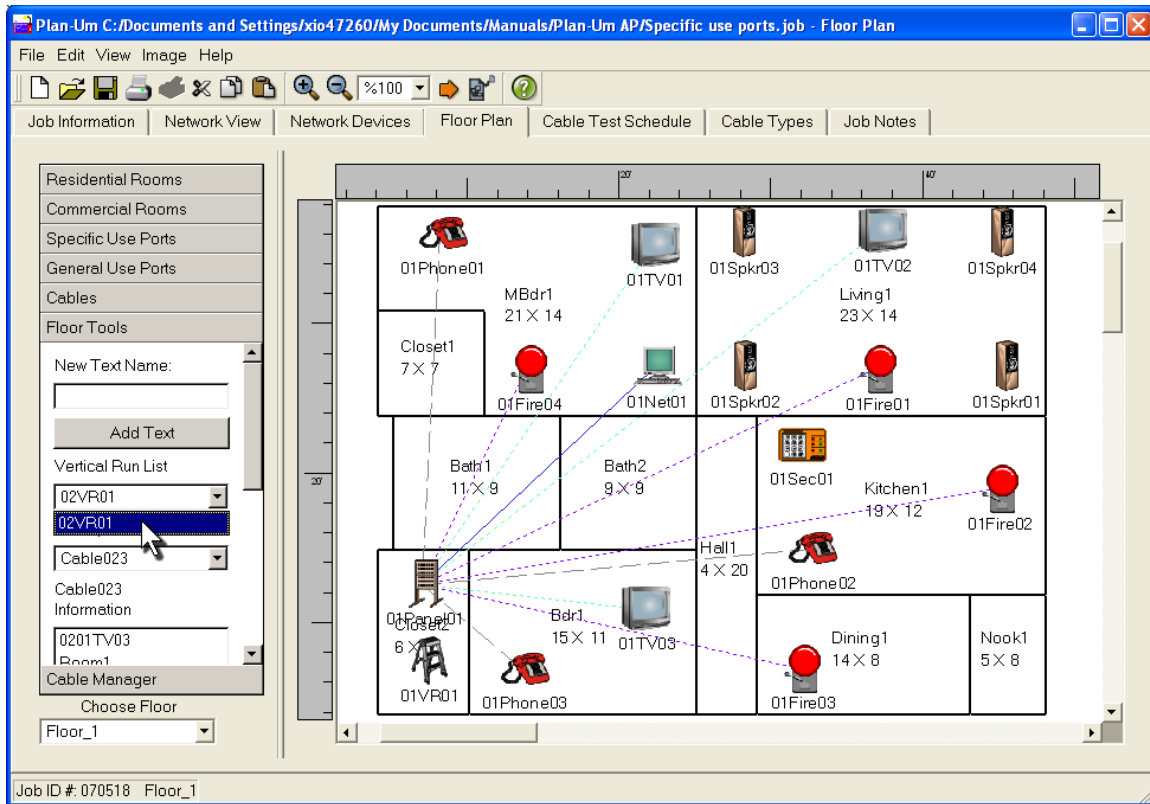 Plan-Um C:/Documents and Settings/xio47260/My Documents/Manuals/Plan-Um AP/Specific use ports.job - Floor Plan
File Edit View Image Help
%100
Job Information Network View Network Devices Floor Plan Cable Test Schedule Cable Types Job Notes
Residential Rooms
Commercial Rooms
Specific Use Ports
General Use Ports
Cables
Floor Tools
New Text Name:
Add Text
Vertical Run List
02VR01
02VR01
Cable023
Cable023
Information
0201TV03
Room1
Cable Manager
Choose Floor
Floor_1
20'
40'
20'
01Phone01
01TV01
01Spkr03
01TV02
01Spkr04
MBdr1
21 X 14
Living1
23 X 14
Closet1
7 X 7
01Fire04
01Net01
01Spkr02
01Fire01
01Spkr01
Bath1
11 X 9
Bath2
9 X 9
01Sec01
Kitchen1
19 X 12
01Fire02
Hall1
4 X 20
01Phone02
01Panel01
Closet2
6 X
Bdr1
15 X 11
01TV03
Dining1
14 X 8
Nook1
5 X 8
01VR01
01Phone03
01Fire03
Job ID #: 070518 Floor_1